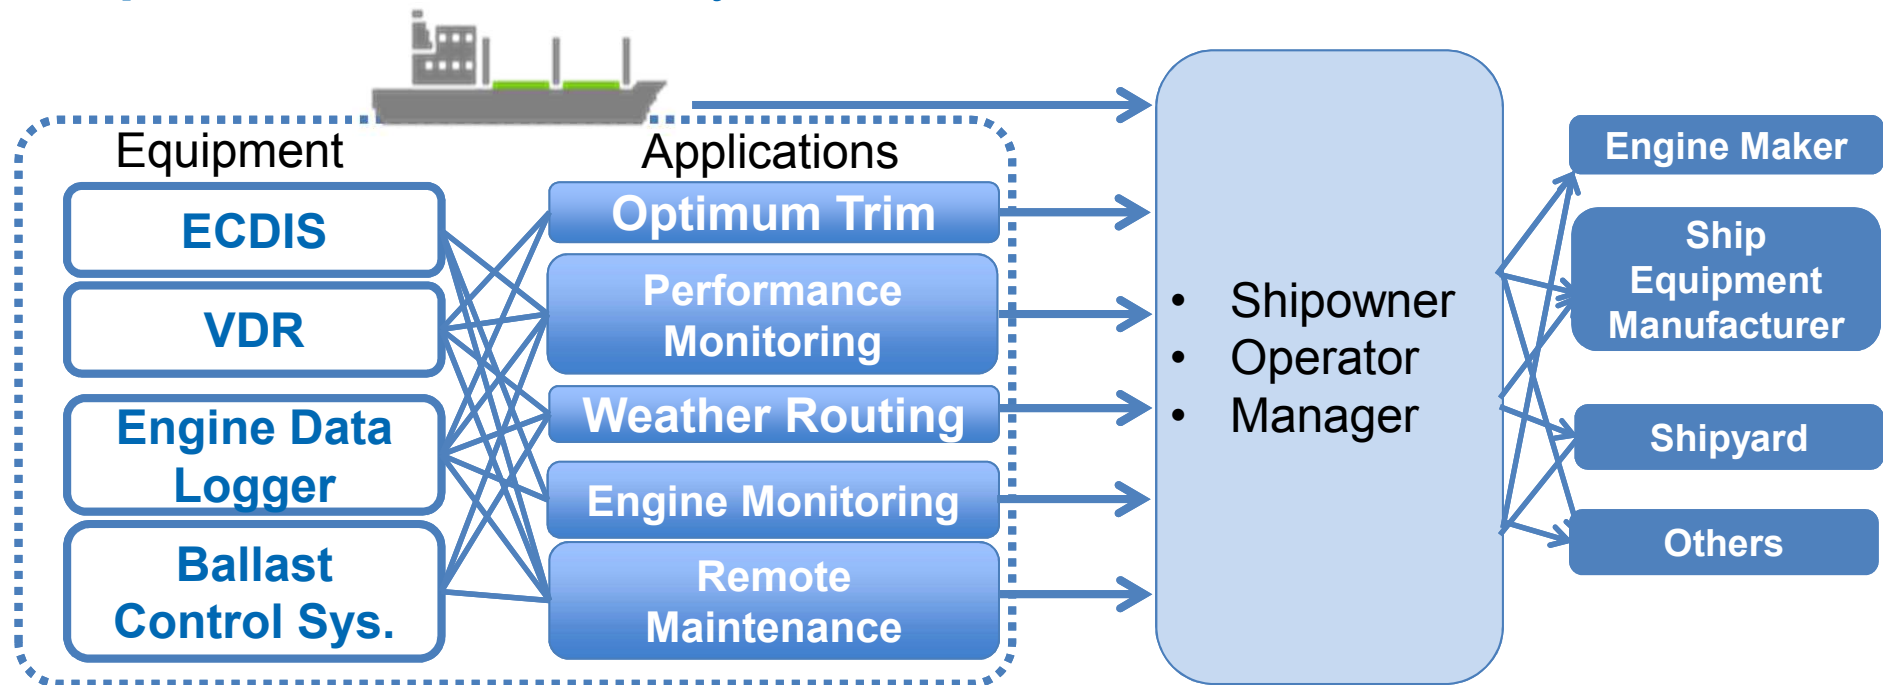 Equipment
Applications
ECDIS
VDR
Engine Data
Logger
Ballast
Control Sys.
Optimum Trim
Performance
Monitoring
Weather Routing
Engine Monitoring
Remote
Maintenance
• Shipowner
• Operator
• Manager
Engine Maker
Ship
Equipment
Manufacturer
Shipyard
Others